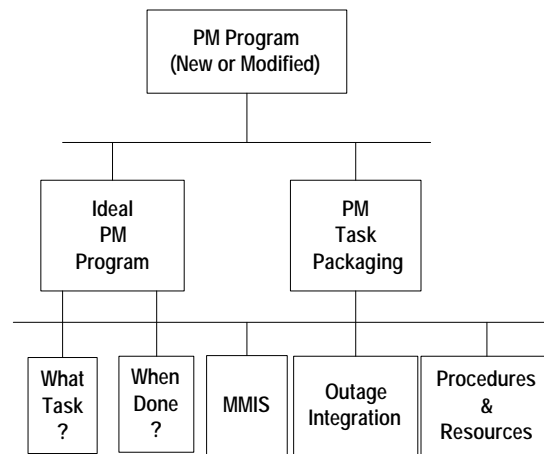 PM Program
(New or Modified)
Ideal
PM
Program
PM
Task
Packaging
What
Task
?
When
Done
?
MMIS
Outage
Integration
Procedures
&
Resources